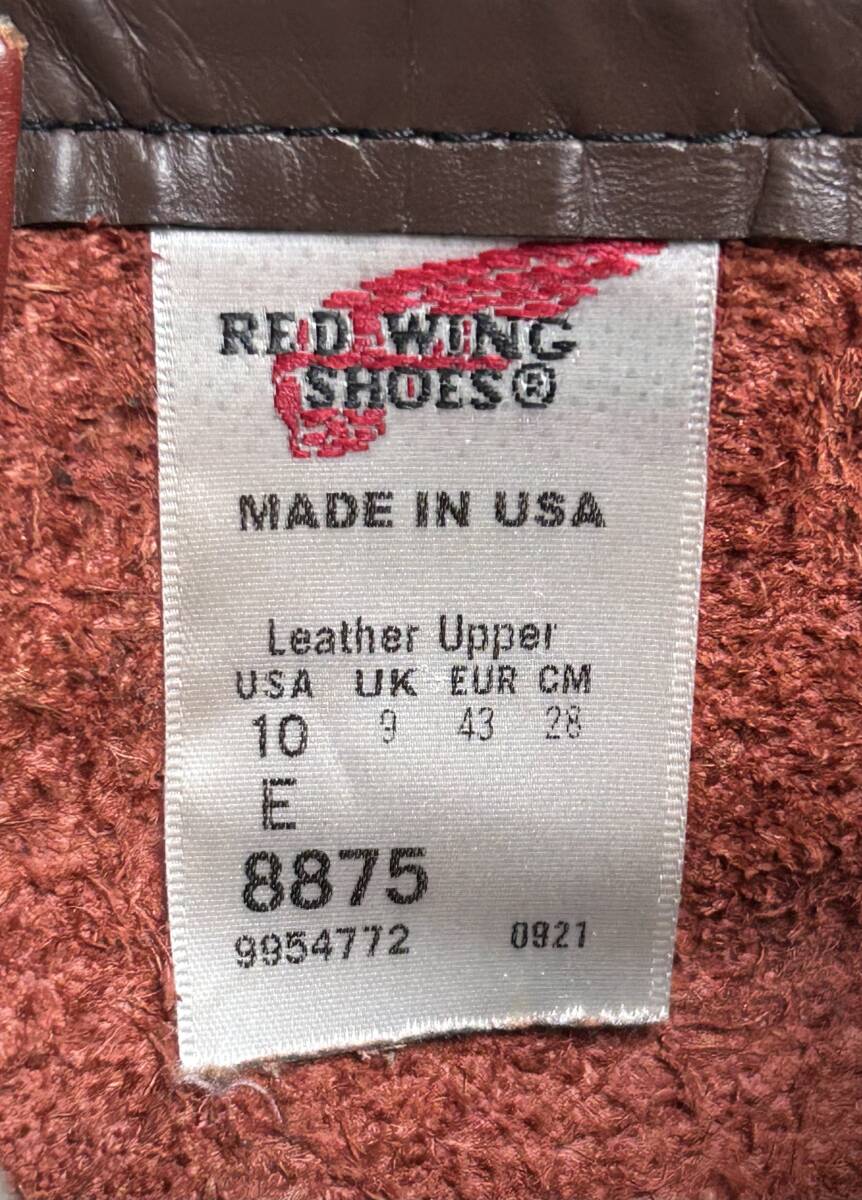 RED WING
SHOES®
MADE IN USA
Leather Upper
USA UK EUR CM
10 9 43 28
E
8875
9954772 0921